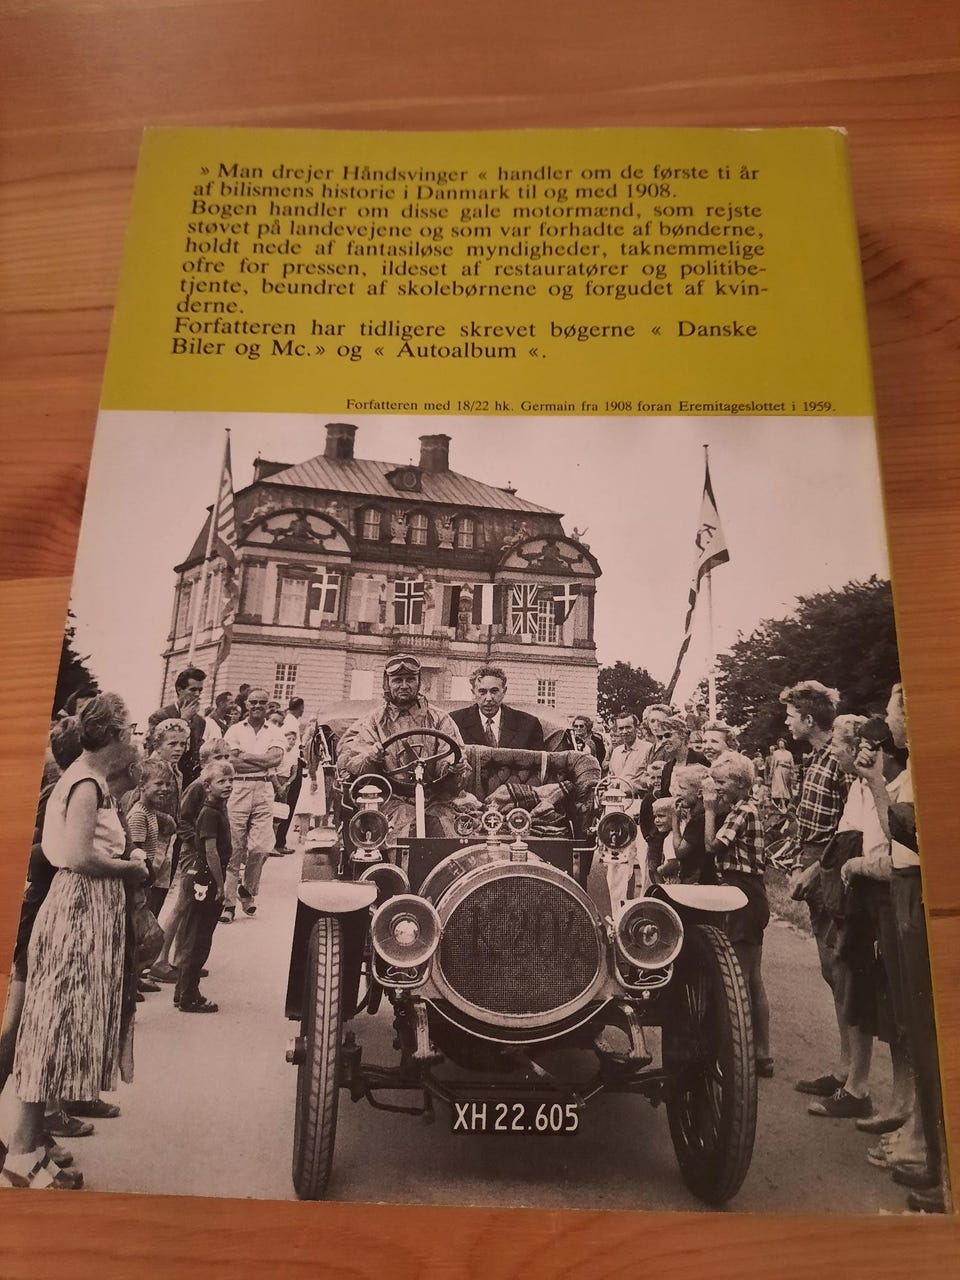 » Man drejer Håndsvinger « handler om de første ti år
af bilismens historie i Danmark til og med 1908.
Bogen handler om disse gale motormænd, som rejste
støvet på landevejene og som var forhadte af bønderne,
holdt nede af fantasiløse myndigheder, taknemmelige
ofre for pressen, ildeset af restauratører og politibe-
tjente, beundret af skolebørnene og forgudet af kvin-
derne.
Forfatteren har tidligere skrevet bøgerne « Danske
Biler og Mc.» og « Autoalbum «.
Forfatteren med 18/22 hk. Germain fra 1908 foran Eremitageslottet i 1959.
XH 22.605